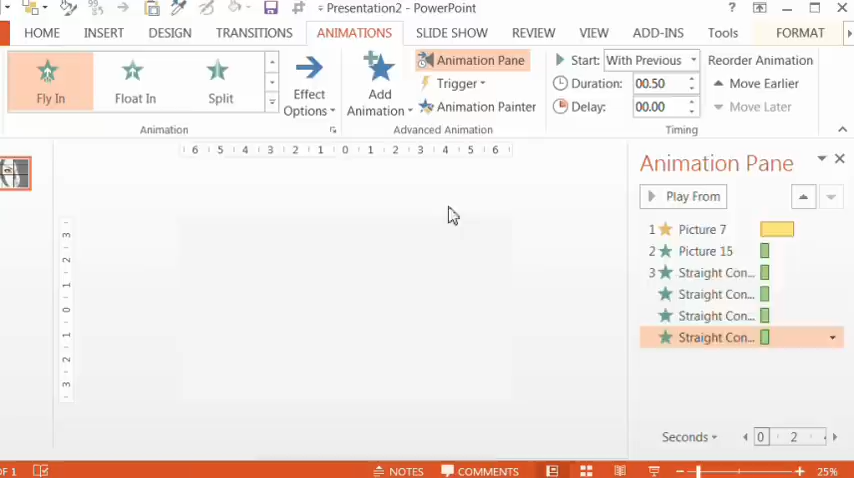 Presentation2 - PowerPoint
?
HOME INSERT DESIGN TRANSITIONS ANIMATIONS SLIDE SHOW REVIEW VIEW ADD-INS Tools FORMAT
Fly In Float In Split
Effect Options
Add Animation
Animation Pane
Trigger
Animation Painter
Start: With Previous
Duration: 00.50
Delay: 00.00
Reorder Animation
Move Earlier
Move Later
Animation Advanced Animation Timing
6 5 4 3 2 1 0 1 2 3 4 5 6
3
2
1
0
1
2
3
Animation Pane
Play From
1 Picture 7
2 Picture 15
3 Straight Con...
Straight Con...
Straight Con...
Straight Con...
Seconds 0 2
OF 1 NOTES COMMENTS 25%